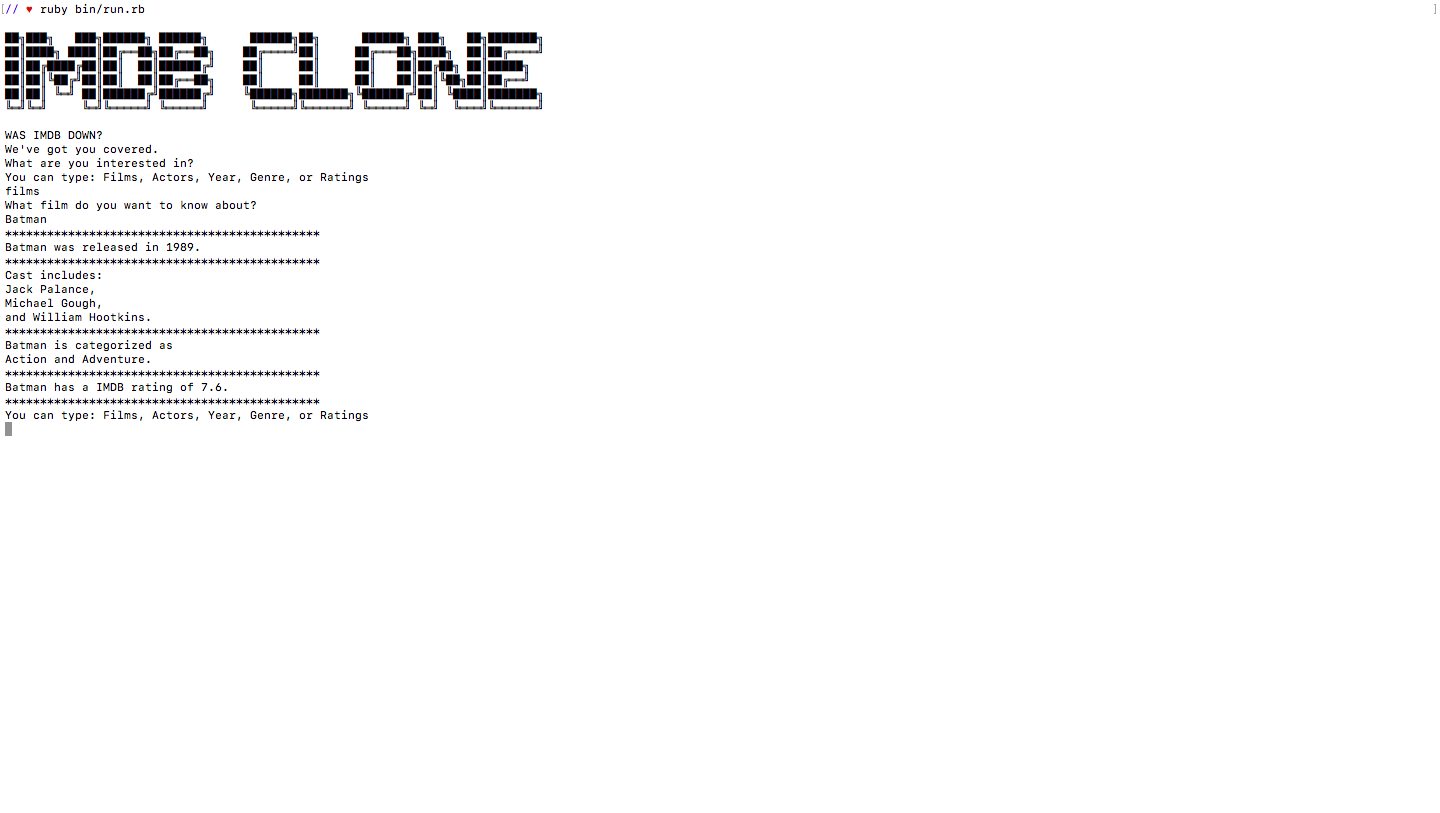 [// ♥ ruby bin/run.rb ]
IMDB CLONE
WAS IMDB DOWN?
We've got you covered.
What are you interested in?
You can type: Films, Actors, Year, Genre, or Ratings
films
What film do you want to know about?
Batman
*********************************************
Batman was released in 1989.
*********************************************
Cast includes:
Jack Palance,
Michael Gough,
and William Hootkins.
*********************************************
Batman is categorized as
Action and Adventure.
*********************************************
Batman has a IMDB rating of 7.6.
*********************************************
You can type: Films, Actors, Year, Genre, or Ratings